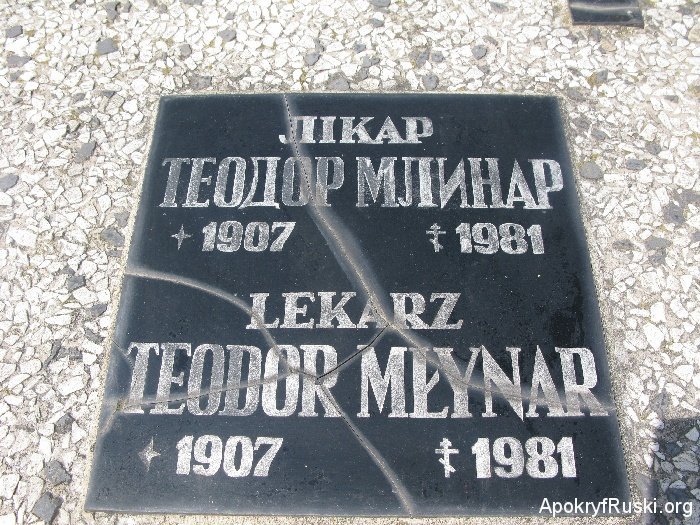 ЛІКАР
ТЕОДОР МЛИНАР
1907 1981
LEKARZ
TEODOR MŁYNAR
1907 1981
ApokryfRuski.org